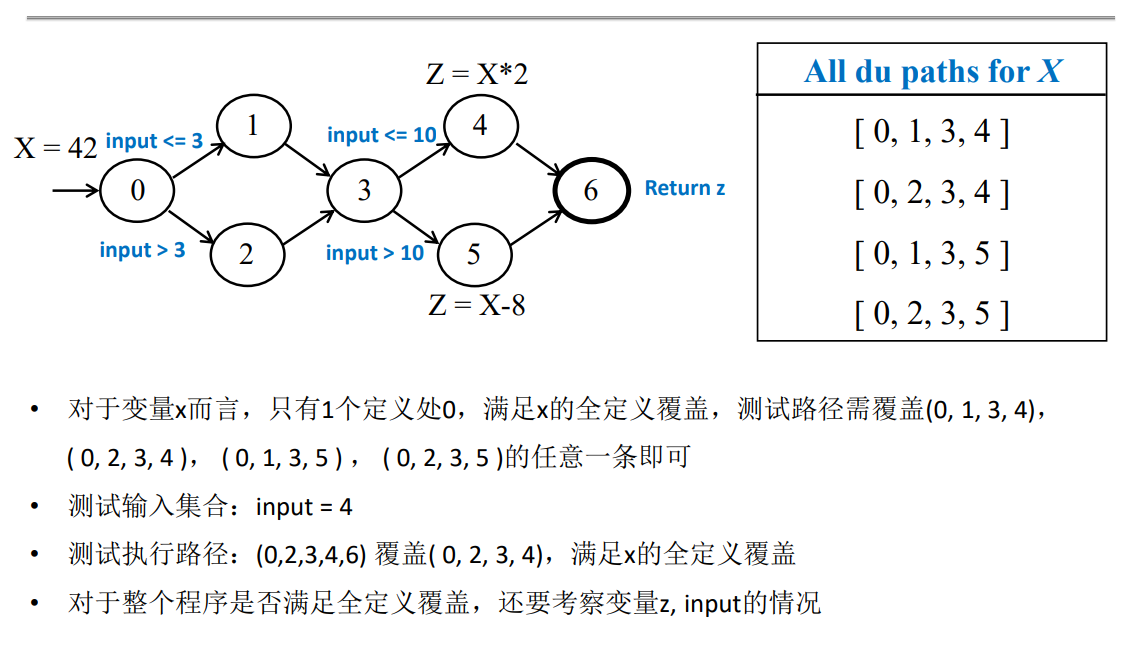 Z = X*2
All du paths for X
input <= 3
1
input <= 10
4
[ 0, 1, 3, 4 ]
X = 42
0
3
6
Return z
[ 0, 2, 3, 4 ]
input > 3
2
input > 10
5
[ 0, 1, 3, 5 ]
Z = X-8
[ 0, 2, 3, 5 ]
• 对于变量x而言，只有1个定义处0，满足x的全定义覆盖，测试路径需覆盖(0, 1, 3, 4)，
( 0, 2, 3, 4 )， ( 0, 1, 3, 5 ) ， ( 0, 2, 3, 5 )的任意一条即可
• 测试输入集合：input = 4
• 测试执行路径：(0,2,3,4,6) 覆盖( 0, 2, 3, 4)，满足x的全定义覆盖
• 对于整个程序是否满足全定义覆盖，还要考察变量z, input的情况